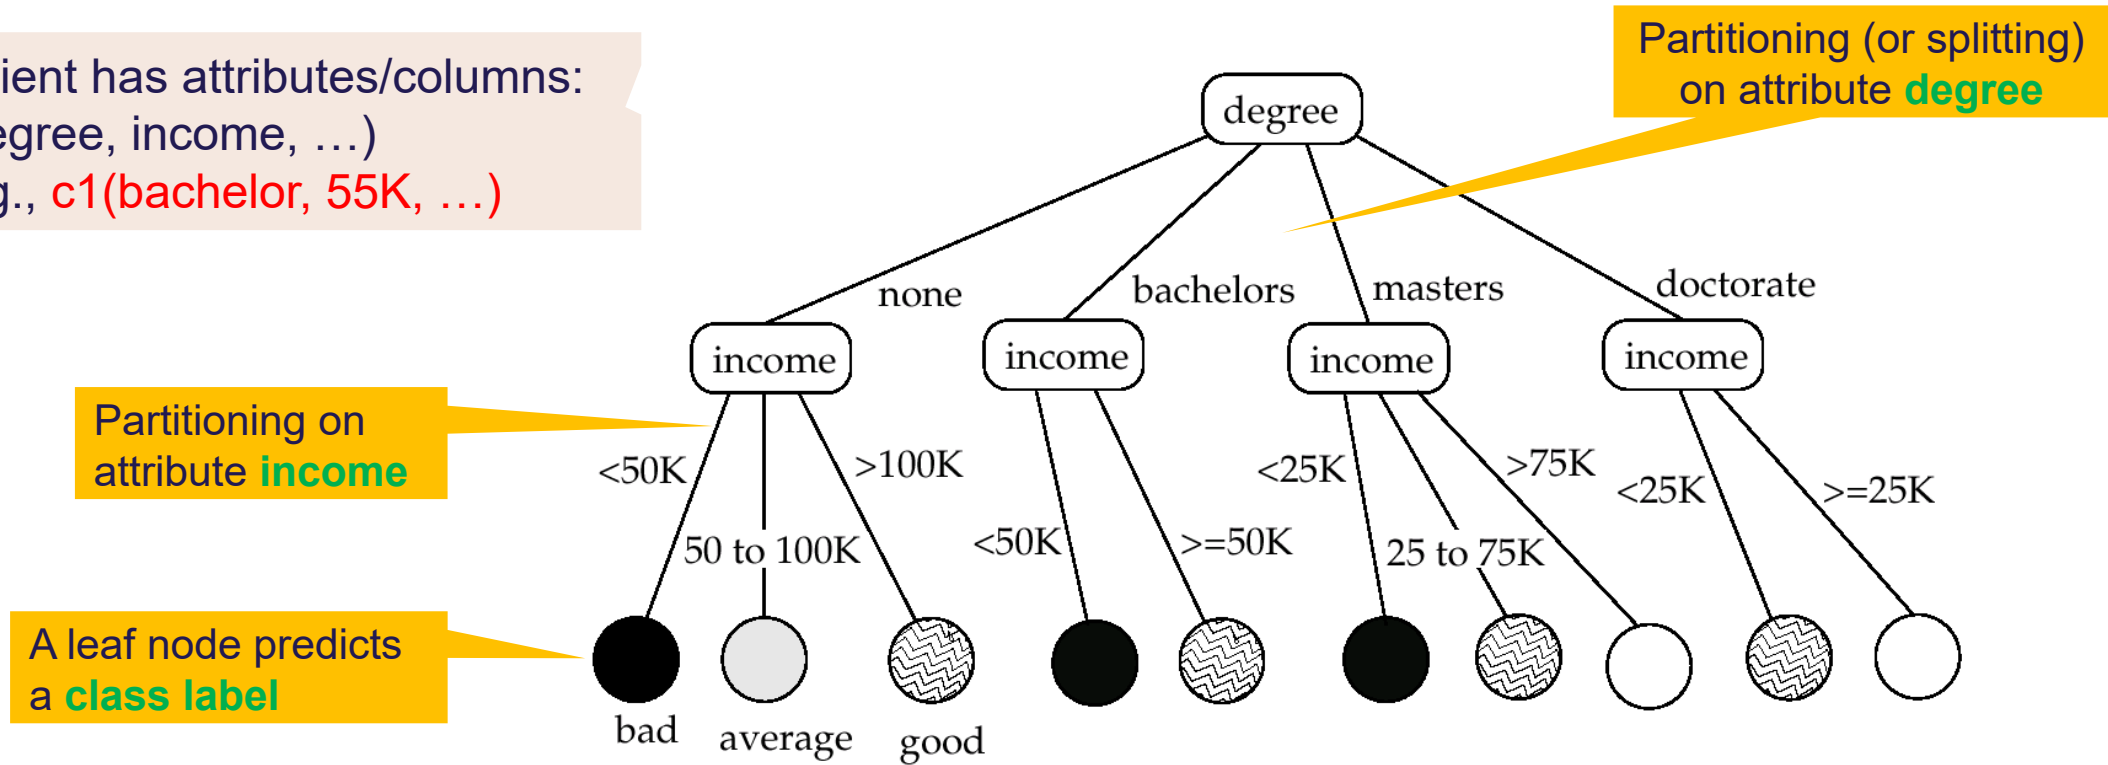 ient has attributes/columns:
egree, income, …)
g., c1(bachelor, 55K, …)
Partitioning (or splitting)
on attribute degree
degree
none
bachelors
masters
doctorate
income
income
income
income
Partitioning on
attribute income
<50K
50 to 100K
>100K
<50K
>=50K
<25K
25 to 75K
>75K
<25K
>=25K
A leaf node predicts
a class label
bad
average
good